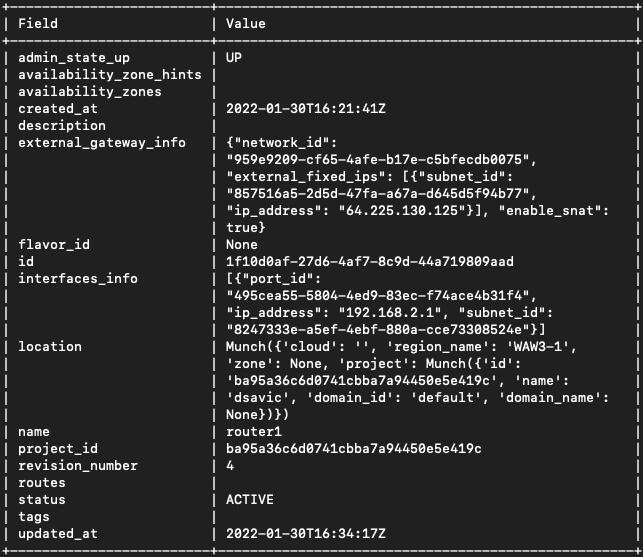 +--------------------------+-----------------------------------------------------+
| Field | Value |
+--------------------------+-----------------------------------------------------+
| admin_state_up | UP |
| availability_zone_hints | |
| availability_zones | |
| created_at | 2022-01-30T16:21:41Z |
| description | |
| external_gateway_info | {"network_id": |
| | "959e9209-cf65-4afe-b17e-c5bfecdb0075", |
| | "external_fixed_ips": [{"subnet_id": |
| | "857516a5-2d5d-47fa-a67a-d645d5f94b77", |
| | "ip_address": "64.225.130.125"}], "enable_snat": |
| | true} |
| flavor_id | None |
| id | 1f10d0af-27d6-4af7-8c9d-44a719809aad |
| interfaces_info | [{"port_id": |
| | "495cea55-5804-4ed9-83ec-f74ace4b31f4", |
| | "ip_address": "192.168.2.1", "subnet_id": |
| | "8247333e-a5ef-4ebf-880a-cce73308524e"}] |
| location | Munch({'cloud': '', 'region_name': 'WAW3-1', |
| | 'zone': None, 'project': Munch({'id': |
| | 'ba95a36c6d0741cbba7a94450e5e419c', 'name': |
| | 'dsavic', 'domain_id': 'default', 'domain_name': |
| | None})}) |
| name | router1 |
| project_id | ba95a36c6d0741cbba7a94450e5e419c |
| revision_number | 4 |
| routes | |
| status | ACTIVE |
| tags | |
| updated_at | 2022-01-30T16:34:17Z |
+--------------------------+-----------------------------------------------------+